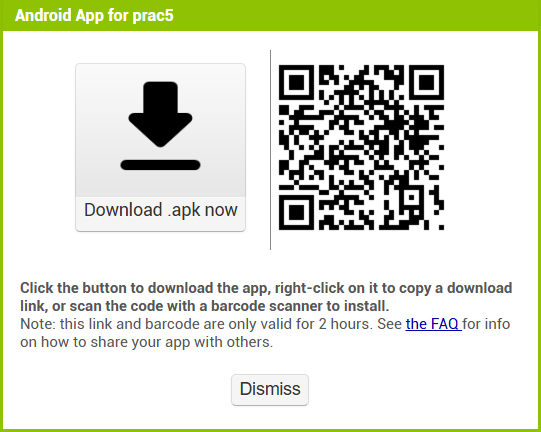 Android App for prac5
Download .apk now
Click the button to download the app, right-click on it to copy a download
link, or scan the code with a barcode scanner to install.
Note: this link and barcode are only valid for 2 hours. See the FAQ for info
on how to share your app with others.
Dismiss